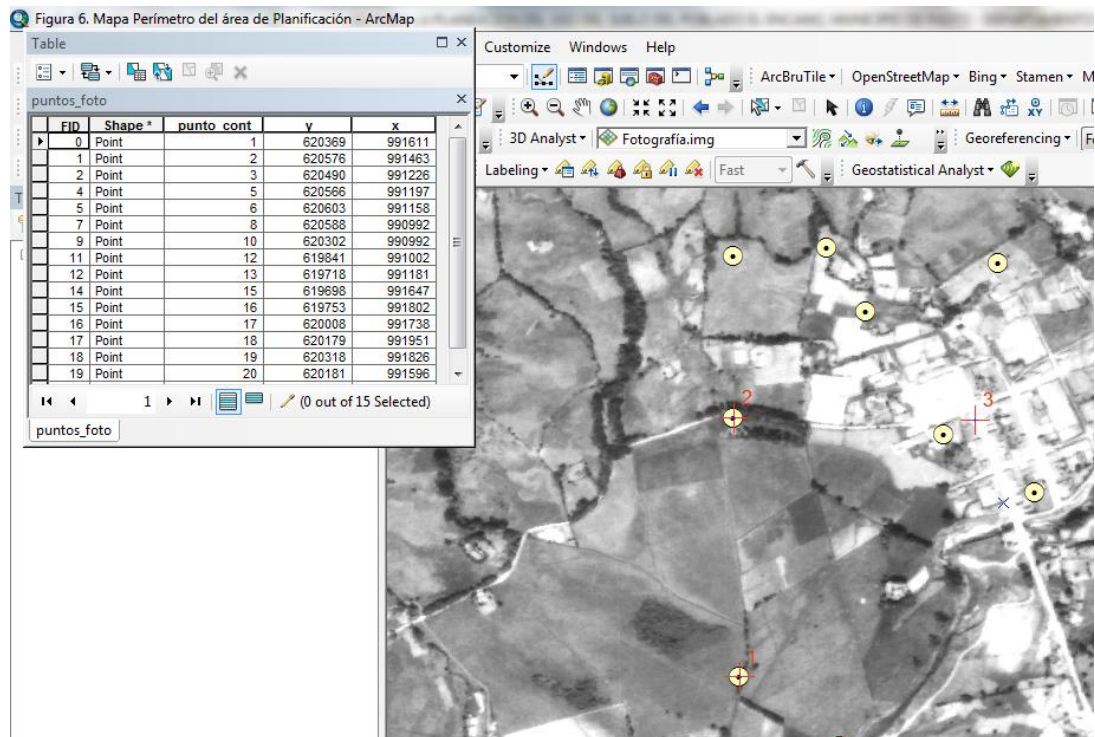 Figura 6. Mapa Perímetro del área de Planificación - ArcMap
Table
Customize Windows Help
ArcBruTile OpenStreetMap Bing Stamen M
puntos_foto
3D Analyst Fotografía.img Georeferencing
Labeling Fast Geostatistical Analyst
FID Shape * punto_cont y x
0 Point 1 620369 991611
1 Point 2 620576 991463
2 Point 3 620490 991226
4 Point 5 620566 991197
5 Point 6 620603 991158
7 Point 8 620588 990992
9 Point 10 620302 990992
11 Point 12 619841 991002
12 Point 13 619718 991181
14 Point 15 619698 991647
15 Point 16 619753 991802
16 Point 17 620008 991738
17 Point 18 620179 991951
18 Point 19 620318 991826
19 Point 20 620181 991596
1 (0 out of 15 Selected)
puntos_foto
2
3
1